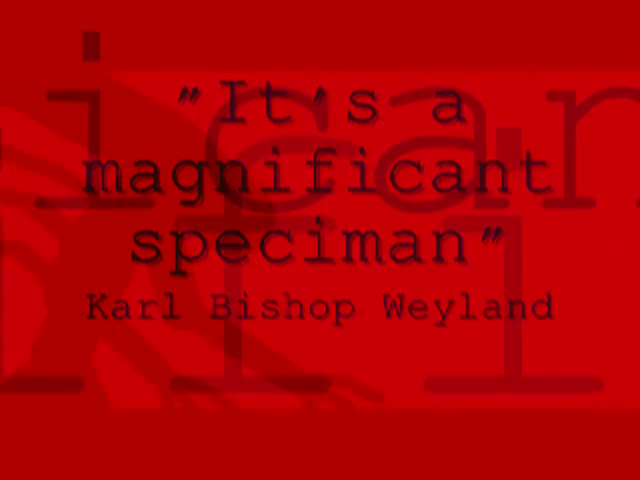 "It's a
magnificant
speciman"
Karl Bishop Weyland